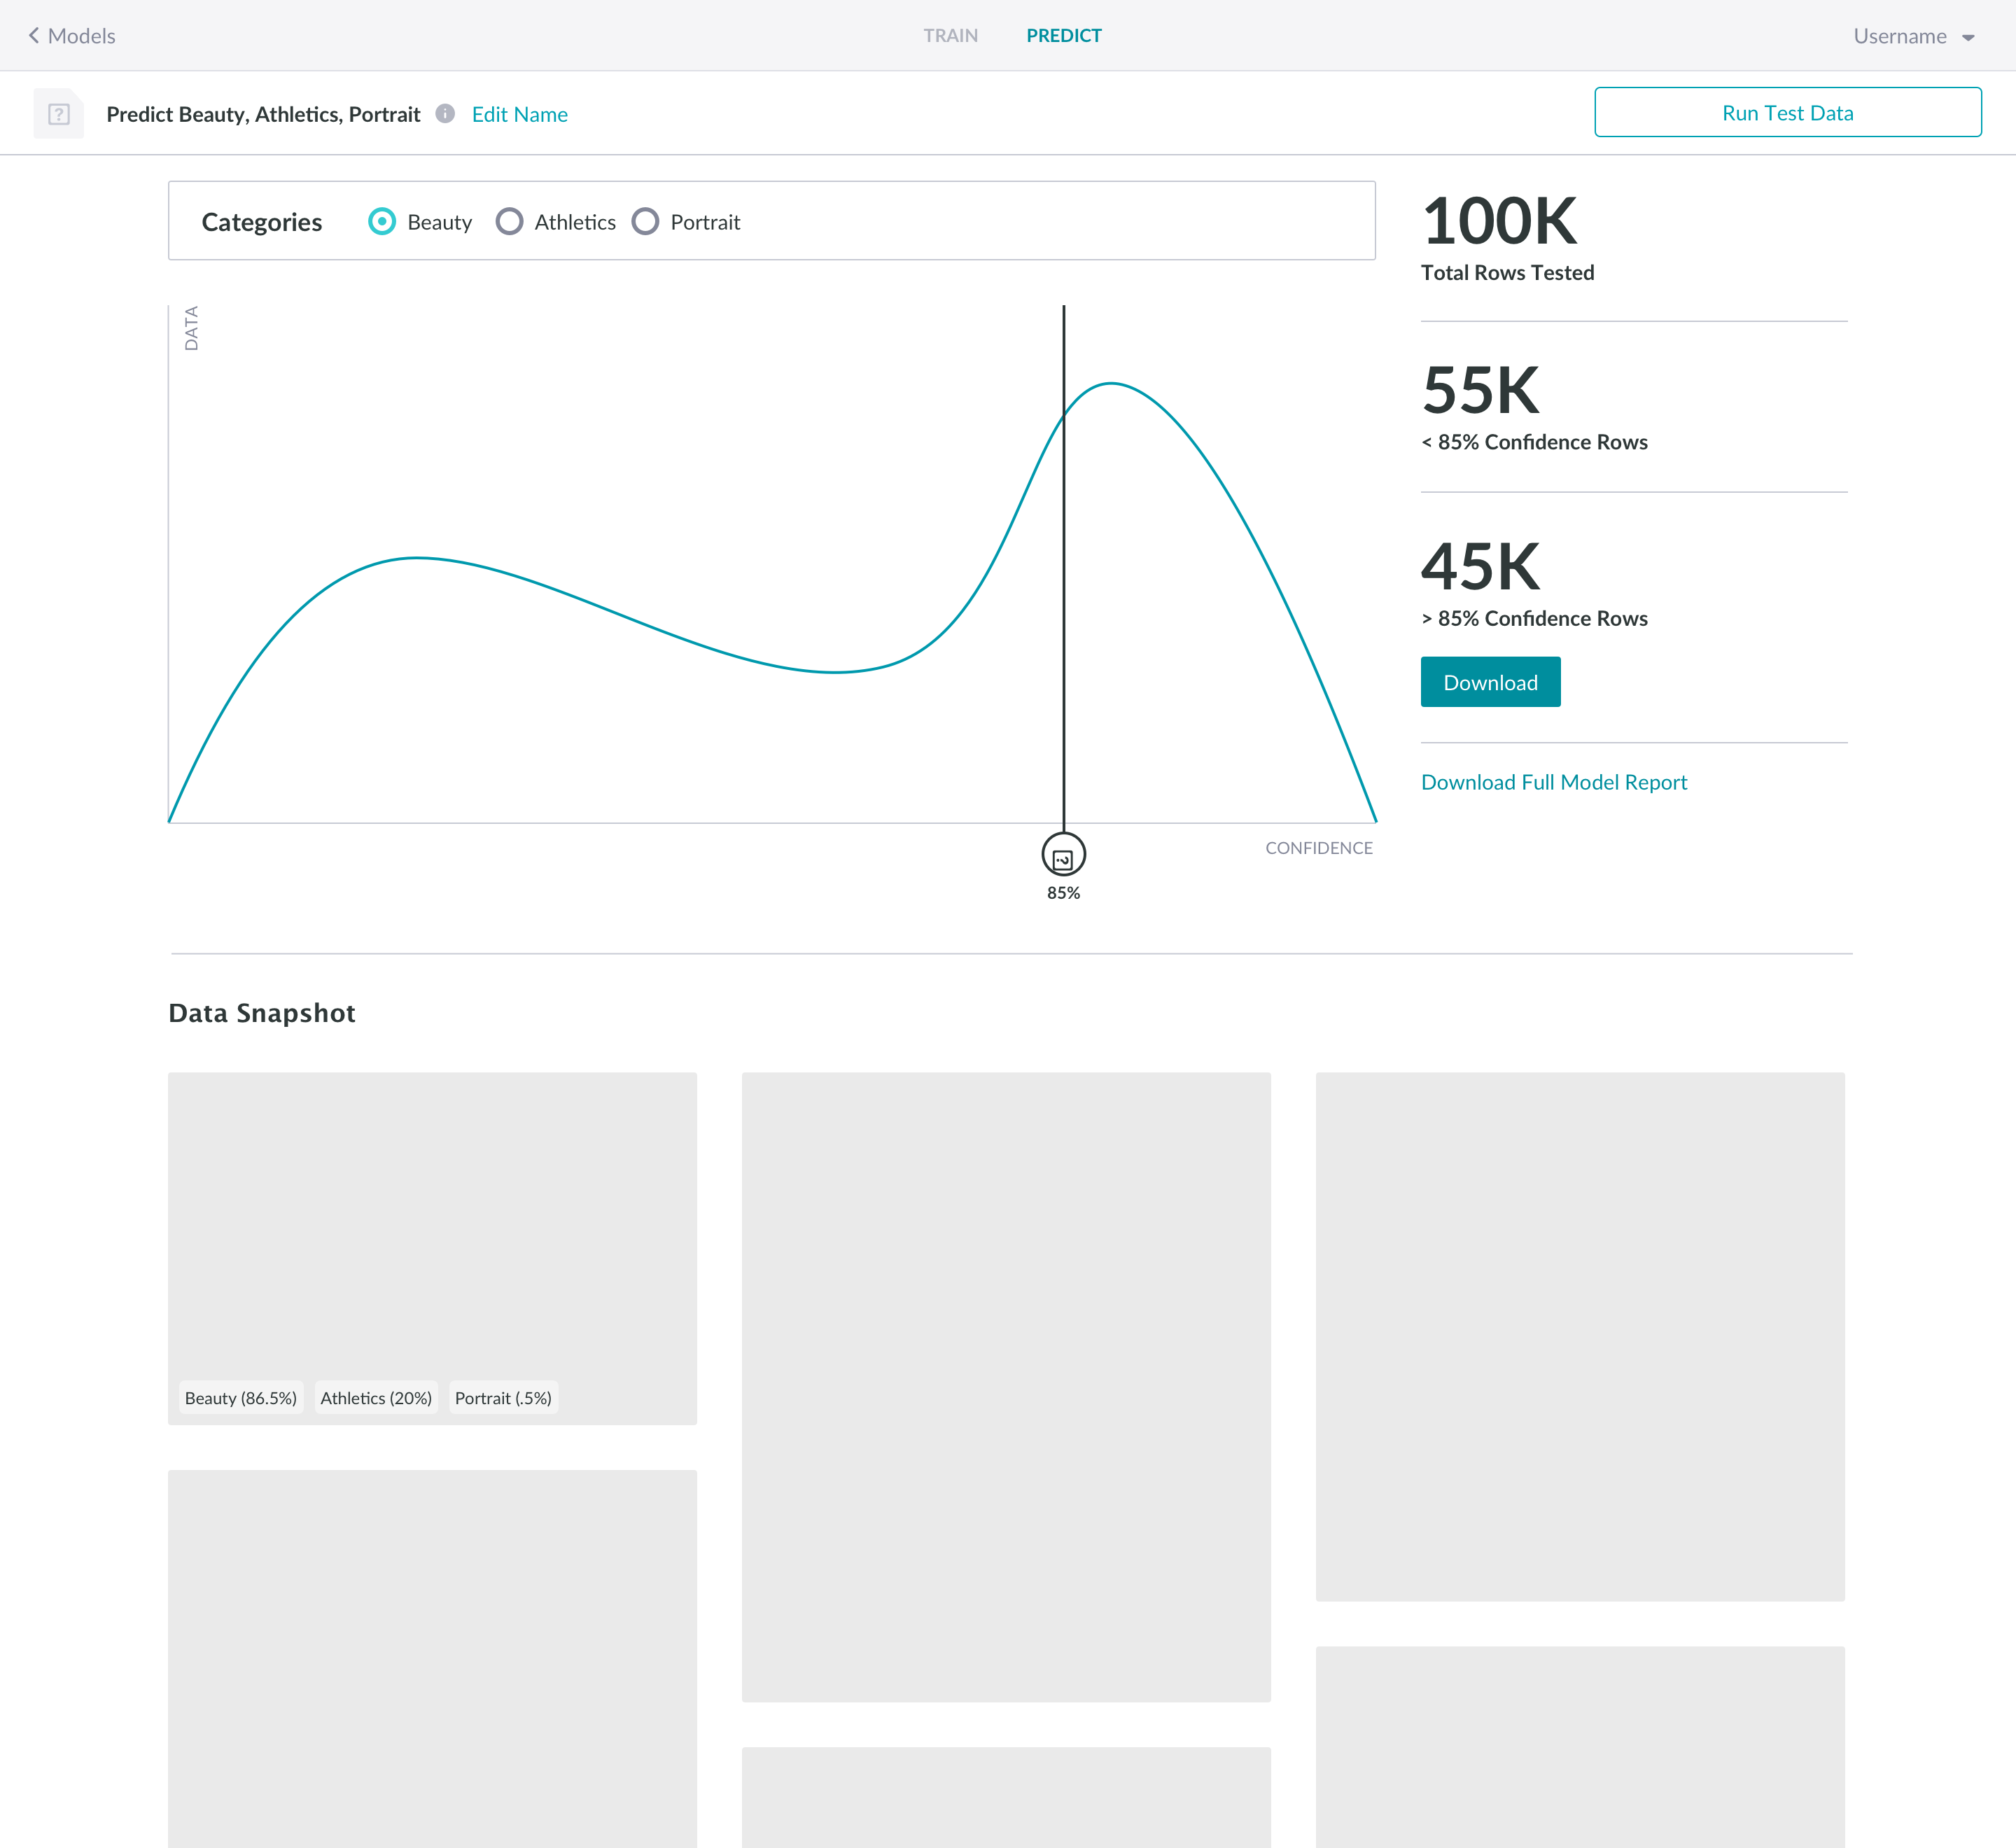 Models
TRAIN
PREDICT
Username
Predict Beauty, Athletics, Portrait
Edit Name
Run Test Data
Categories
Beauty
Athletics
Portrait
100K
Total Rows Tested
55K
< 85% Confidence Rows
45K
> 85% Confidence Rows
Download
Download Full Model Report
DATA
CONFIDENCE
85%
Data Snapshot
Beauty (86.5%)
Athletics (20%)
Portrait (.5%)